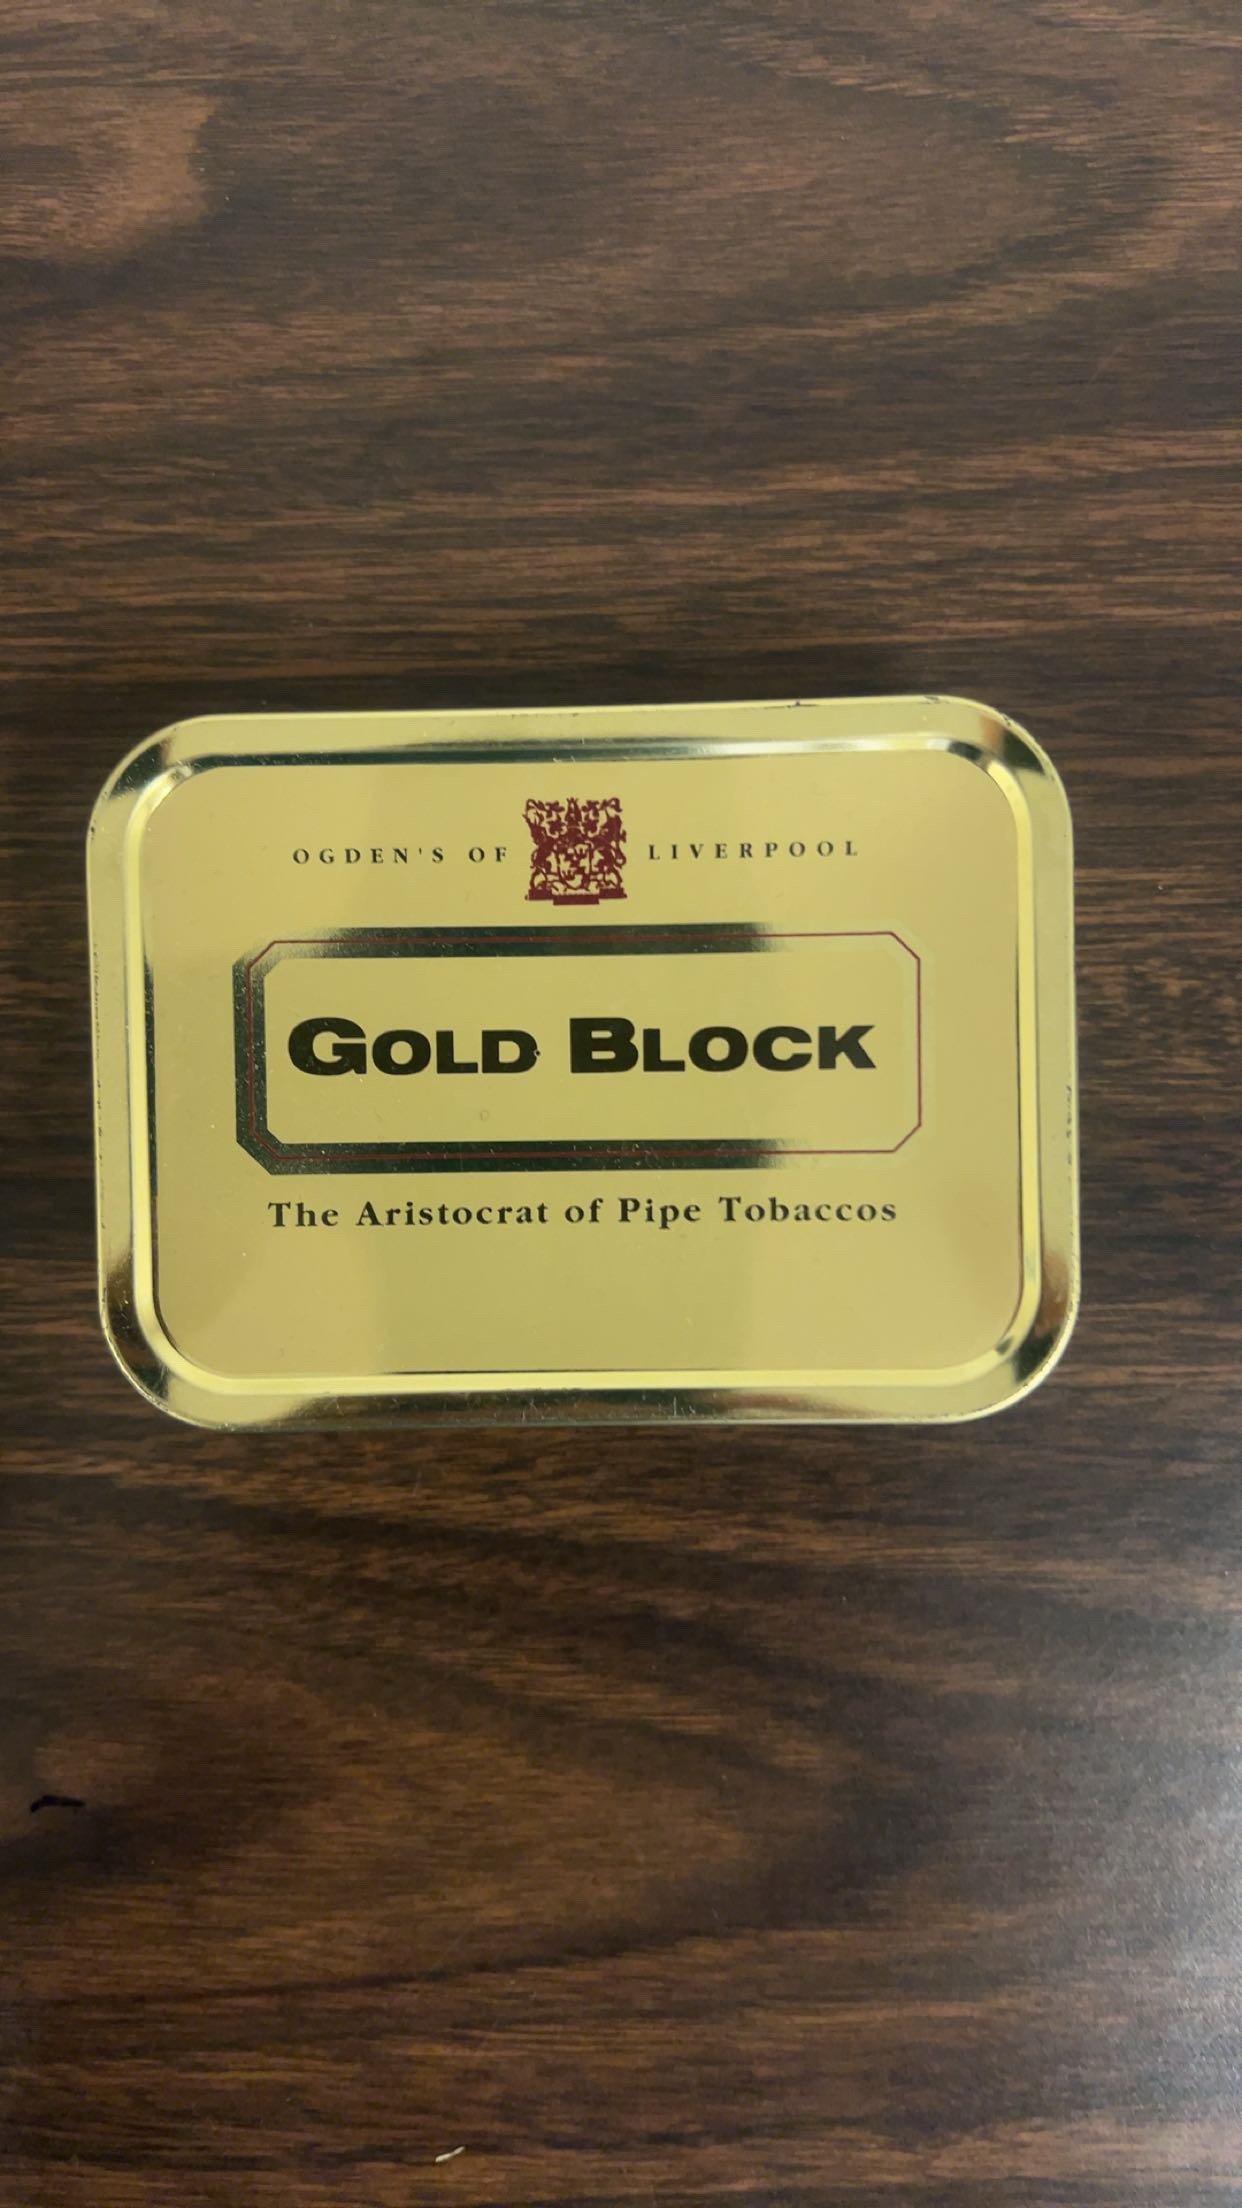 OGDEN'S OF LIVERPOOL
GOLD BLOCK
The Aristocrat of Pipe Tobaccos